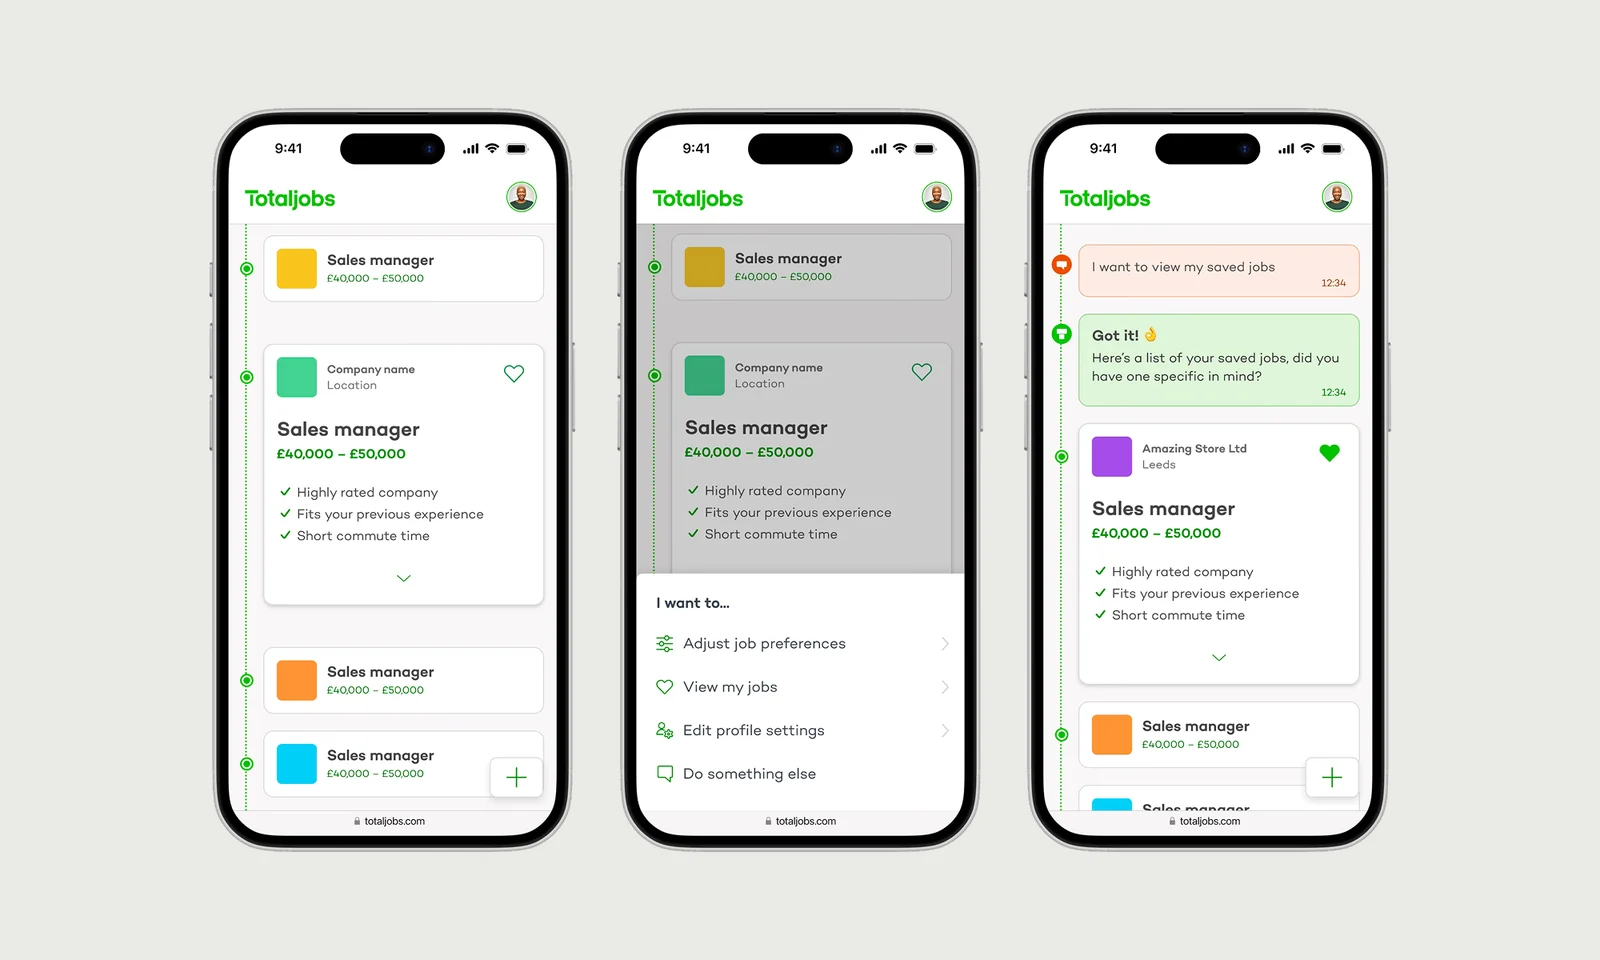 9:41
Totaljobs
Sales manager
£40,000 – £50,000
Company name
Location
Sales manager
£40,000 – £50,000
Highly rated company
Fits your previous experience
Short commute time
Sales manager
£40,000 – £50,000
Sales manager
£40,000 – £50,000
totaljobs.com
9:41
Totaljobs
Sales manager
£40,000 – £50,000
Company name
Location
Sales manager
£40,000 – £50,000
Highly rated company
Fits your previous experience
Short commute time
I want to...
Adjust job preferences
View my jobs
Edit profile settings
Do something else
totaljobs.com
9:41
Totaljobs
I want to view my saved jobs
12:34
Got it! 👌
Here's a list of your saved jobs, did you
have one specific in mind?
12:34
Amazing Store Ltd
Leeds
Sales manager
£40,000 – £50,000
Highly rated company
Fits your previous experience
Short commute time
Sales manager
£40,000 – £50,000
Sales manager
totaljobs.com